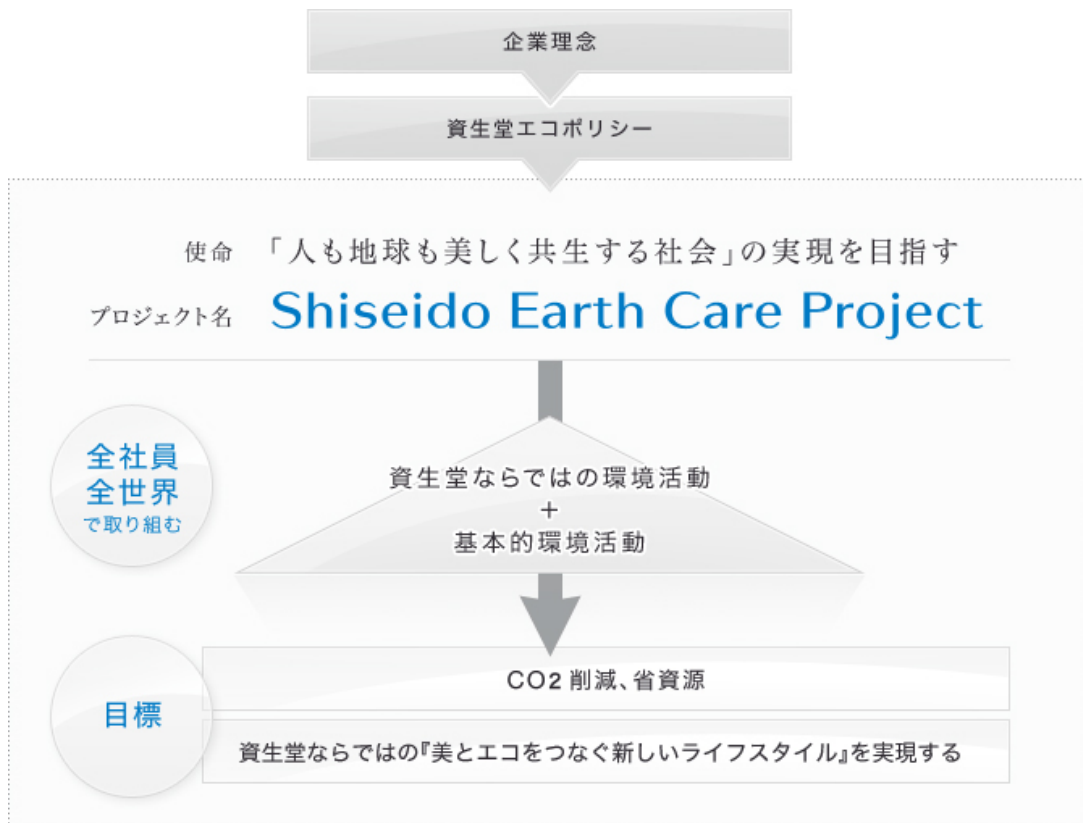 企業理念
資生堂エコポリシー
使命 「人も地球も美しく共生する社会」の実現を目指す
プロジェクト名 Shiseido Earth Care Project
全社員
全世界
で取り組む
資生堂ならではの環境活動
+
基本的環境活動
目標
CO2 削減、省資源
資生堂ならではの『美とエコをつなぐ新しいライフスタイル』を実現する